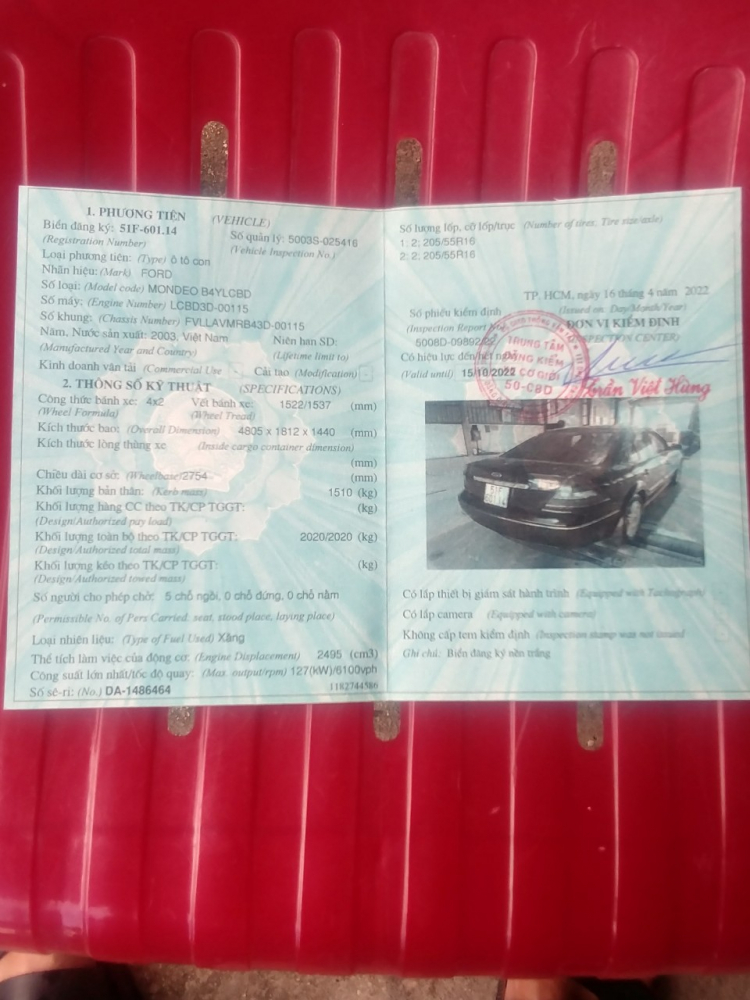 1. PHƯƠNG TIỆN (VEHICLE)
Biển đăng ký: 51F-601.14 Số quản lý: 5003S-025416
(Registration Number) (Vehicle Inspection No.)
Loại phương tiện: (Type) ô tô con
Nhãn hiệu: (Mark) FORD
Số loại: (Model code) MONDEO B4YLCBD
Số máy: (Engine Number) LCBD3D-00115
Số khung: (Chassis Number) FVLLAVMRB43D-00115
Năm, Nước sản xuất: 2003, Việt Nam Niên hạn SD:
(Manufactured Year and Country) (Lifetime limit to)
Kinh doanh vận tải (Commercial Use Cải tạo (Modification)
2. THÔNG SỐ KỸ THUẬT (SPECIFICATIONS)
Công thức bánh xe: 4x2 Vết bánh xe: 1522/1537 (mm)
(Wheel Formula) (Wheel Tread)
Kích thước bao: (Overall Dimension) 4805 x 1812 x 1440 (mm)
Kích thước lòng thùng xe (Inside cargo container dimension)
(mm)
Chiều dài cơ sở: (Wheelbase) 2754 (mm)
Khối lượng bản thân: (Kerb mass) 1510 (kg)
Khối lượng hàng CC theo TK/CP TGGT: (kg)
(Design/Authorized pay load)
Khối lượng toàn bộ theo TK/CP TGGT: 2020/2020 (kg)
(Design/Authorized total mass)
Khối lượng kéo theo TK/CP TGGT: (kg)
(Design/Authorized towed mass)
Số người cho phép chở: 5 chỗ ngồi, 0 chỗ đứng, 0 chỗ nằm
(Permissible No. of Pers Carried: seat, stood place, laying place)
Loại nhiên liệu: (Type of Fuel Used) Xăng
Thể tích làm việc của động cơ: (Engine Displacement) 2495 (cm3)
Công suất lớn nhất/tốc độ quay: (Max. output/rpm) 127(kW)/6100vph
Số sê-ri: (No.) DA-1486464 1182744586
Số lượng lốp, cỡ lốp/trục (Number of tires, Tire size/axle)
1: 2; 205/55R16
2: 2; 205/55R16
TP. HCM, ngày 16 tháng 4 năm 2022
Số phiếu kiểm định (Issued on: Day/Month/Year)
(Inspection Report No) ĐƠN VỊ KIỂM ĐỊNH
5008D-09892/22 (INSPECTION CENTER)
Có hiệu lực đến hết ngày
(Valid until) 15/10/2022
TRUNG TÂM
ĐĂNG KIỂM
XE CƠ GIỚI
50-08D
Trần Việt Hùng
Có lắp thiết bị giám sát hành trình (Equipped with Tachograph)
Có lắp camera (Equipped with camera)
Không cấp tem kiểm định (Inspection stamp was not issued
Ghi chú: Biển đăng ký nền trắng